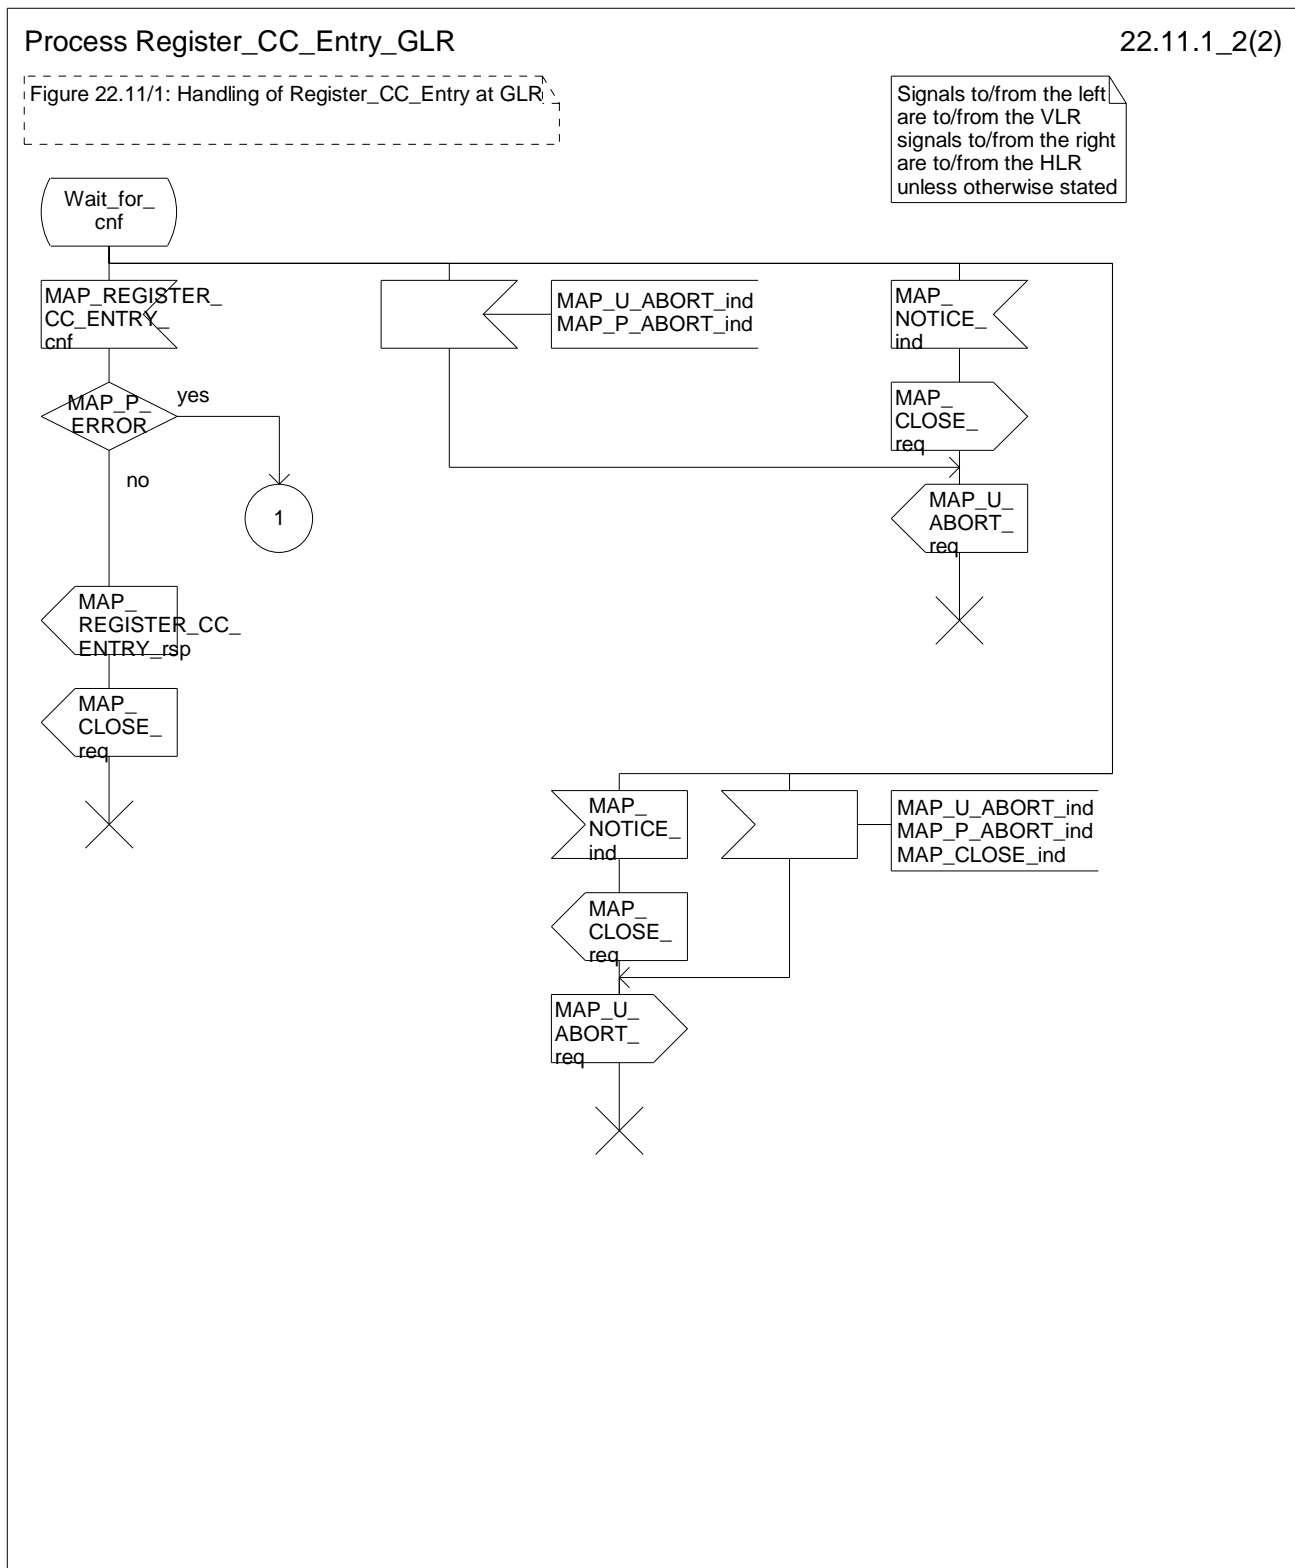 Process Register_CC_Entry_GLR
22.11.1_2(2)
Figure 22.11/1: Handling of Register_CC_Entry at GLR
Signals to/from the left
are to/from the VLR
signals to/from the right
are to/from the HLR
unless otherwise stated
Wait_for_
cnf
MAP_REGISTER_
CC_ENTRY_
cnf
MAP_U_ABORT_ind
MAP_P_ABORT_ind
MAP_
NOTICE_
ind
MAP_P_
ERROR
yes
no
1
MAP_
CLOSE_
req
MAP_U_
ABORT_
req
MAP_
REGISTER_CC_
ENTRY_rsp
MAP_
CLOSE_
req
MAP_
NOTICE_
ind
MAP_U_ABORT_ind
MAP_P_ABORT_ind
MAP_CLOSE_ind
MAP_
CLOSE_
req
MAP_U_
ABORT_
req